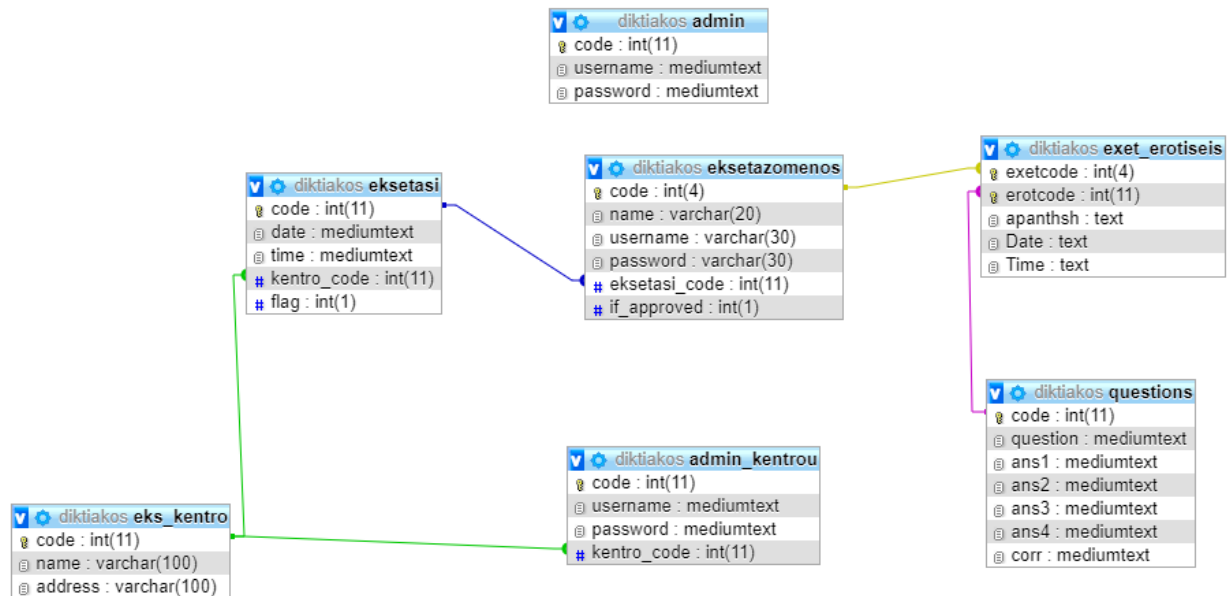 diktiakos admin
code : int(11)
username : mediumtext
password : mediumtext
diktiakos eksetasi
code : int(11)
date : mediumtext
time : mediumtext
kentro_code : int(11)
flag : int(1)
diktiakos eksetazomenos
code : int(4)
name : varchar(20)
username : varchar(30)
password : varchar(30)
eksetasi_code : int(11)
if_approved : int(1)
diktiakos exet_erotiseis
exetcode : int(4)
erotcode : int(11)
apanthsh : text
Date : text
Time : text
diktiakos eks_kentro
code : int(11)
name : varchar(100)
address : varchar(100)
diktiakos admin_kentrou
code : int(11)
username : mediumtext
password : mediumtext
kentro_code : int(11)
diktiakos questions
code : int(11)
question : mediumtext
ans1 : mediumtext
ans2 : mediumtext
ans3 : mediumtext
ans4 : mediumtext
corr : mediumtext